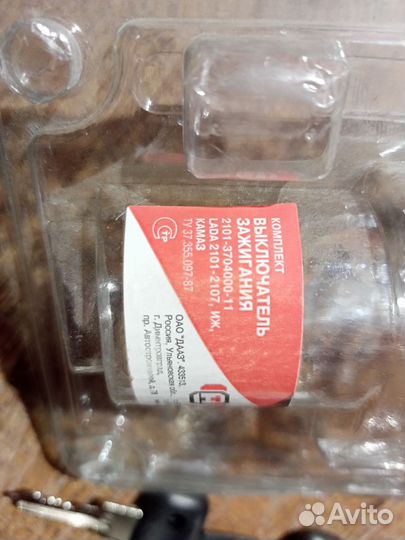 КОМПЛЕКТ
ВЫКЛЮЧАТЕЛЬ
ЗАЖИГАНИЯ
2101-3704000-11
LADA 2101-2107, ИЖ,
КАМАЗ
ТУ 37.355.097-87
ОАО "ДААЗ", 433513,
Россия, Ульяновская обл.,
г. Димитровград,
пр. Автостроителей, д.
Avito